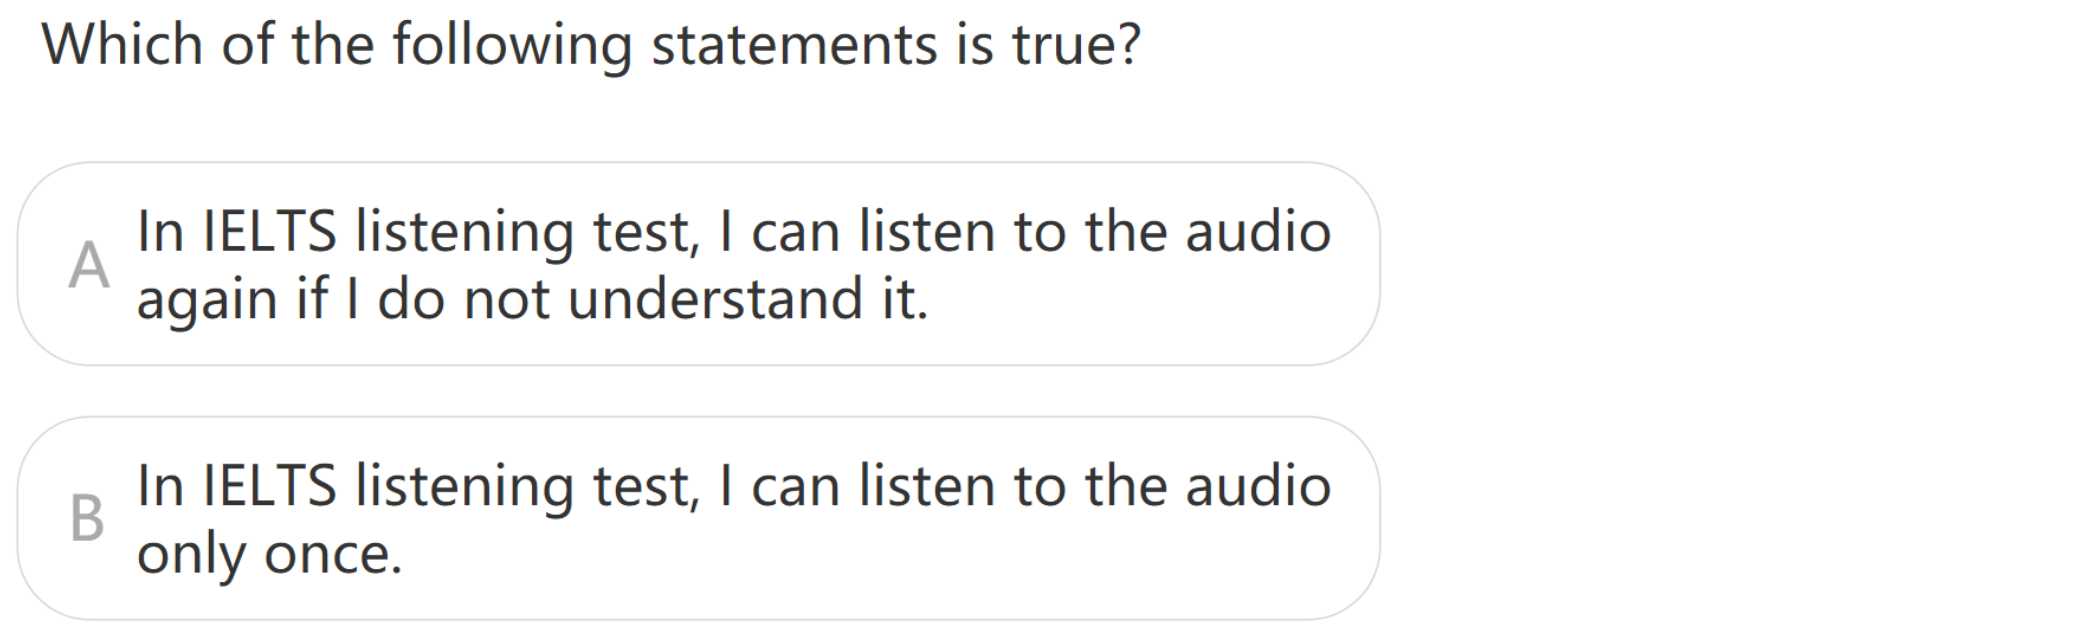 Which of the following statements is true?
In IELTS listening test, I can listen to the audio
A
again if I do not understand it.
In IELTS listening test, I can listen to the audio
B
only once.